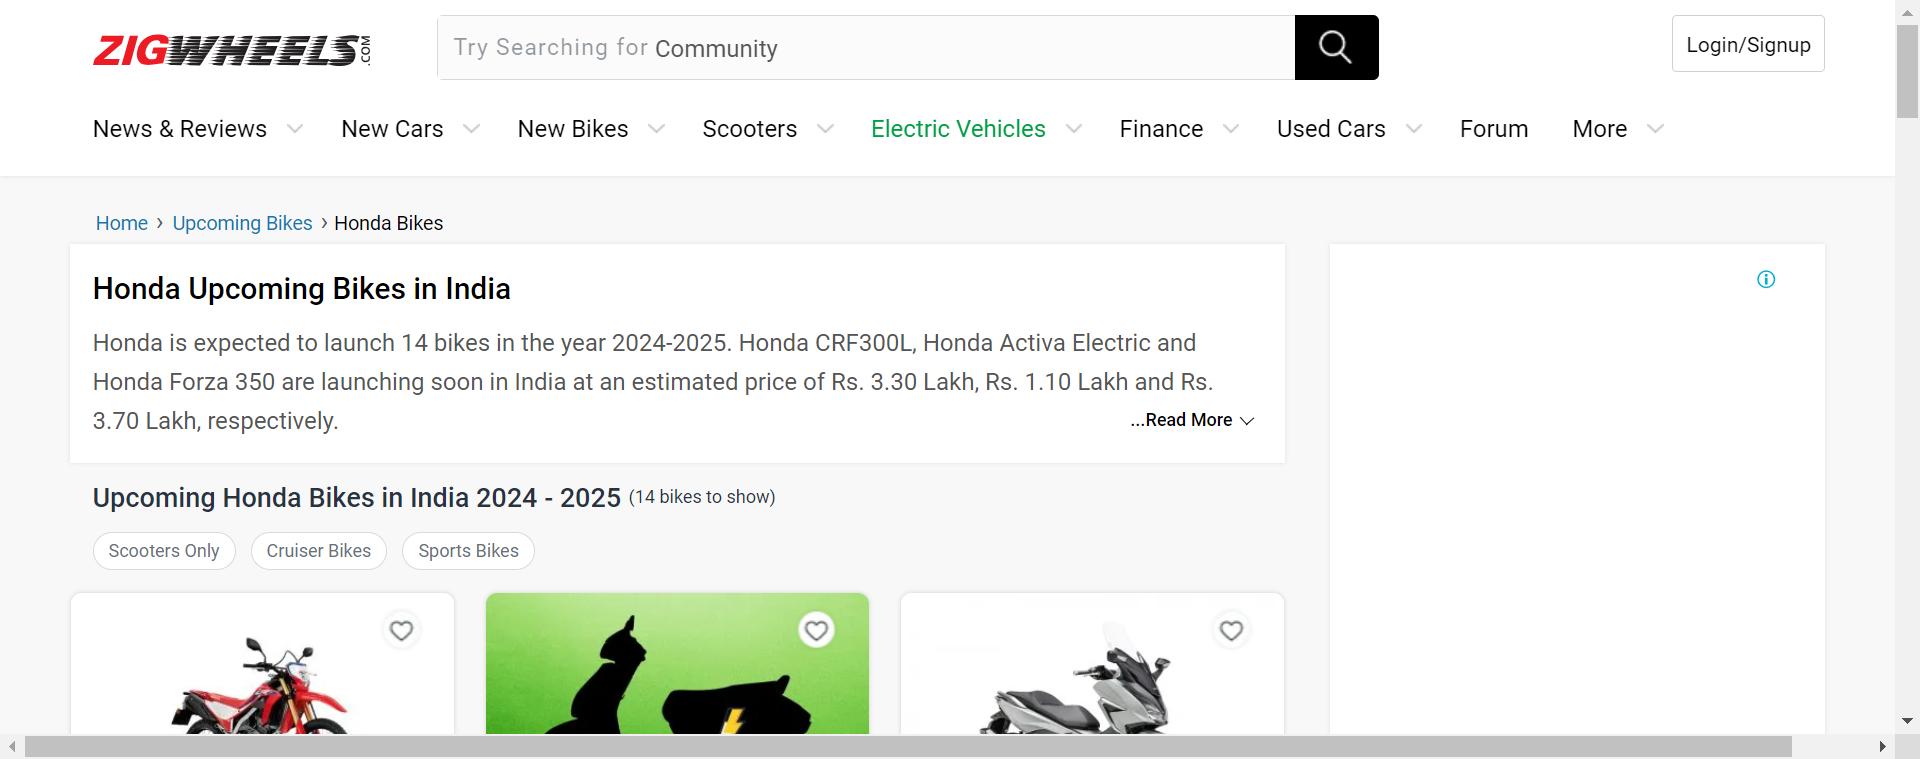 ZIGWHEELS.COM
Try Searching for Community
Login/Signup
News & Reviews New Cars New Bikes Scooters Electric Vehicles Finance Used Cars Forum More
Home › Upcoming Bikes › Honda Bikes
Honda Upcoming Bikes in India
Honda is expected to launch 14 bikes in the year 2024-2025. Honda CRF300L, Honda Activa Electric and
Honda Forza 350 are launching soon in India at an estimated price of Rs. 3.30 Lakh, Rs. 1.10 Lakh and Rs.
3.70 Lakh, respectively.
...Read More
Upcoming Honda Bikes in India 2024 - 2025 (14 bikes to show)
Scooters Only Cruiser Bikes Sports Bikes